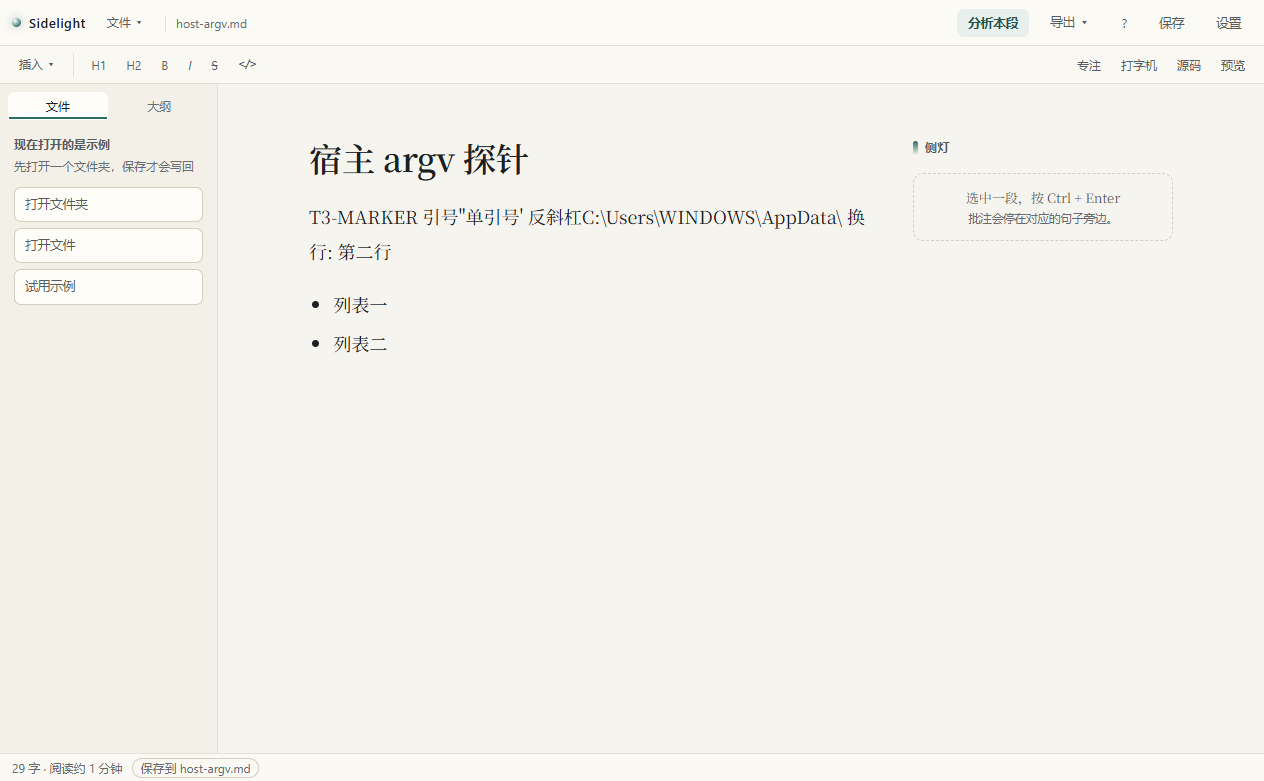 Sidelight 文件 host-argv.md 分析本段 导出 ? 保存 设置
插入 H1 H2 B I S </> 专注 打字机 源码 预览
文件 大纲
现在打开的是示例
先打开一个文件夹，保存才会写回
打开文件夹
打开文件
试用示例
宿主 argv 探针
T3-MARKER 引号"单引号' 反斜杠C:\Users\WINDOWS\AppData\ 换
行: 第二行
• 列表一
• 列表二
侧灯
选中一段，按 Ctrl + Enter
批注会停在对应的句子旁边。
29 字 · 阅读约 1 分钟 保存到 host-argv.md